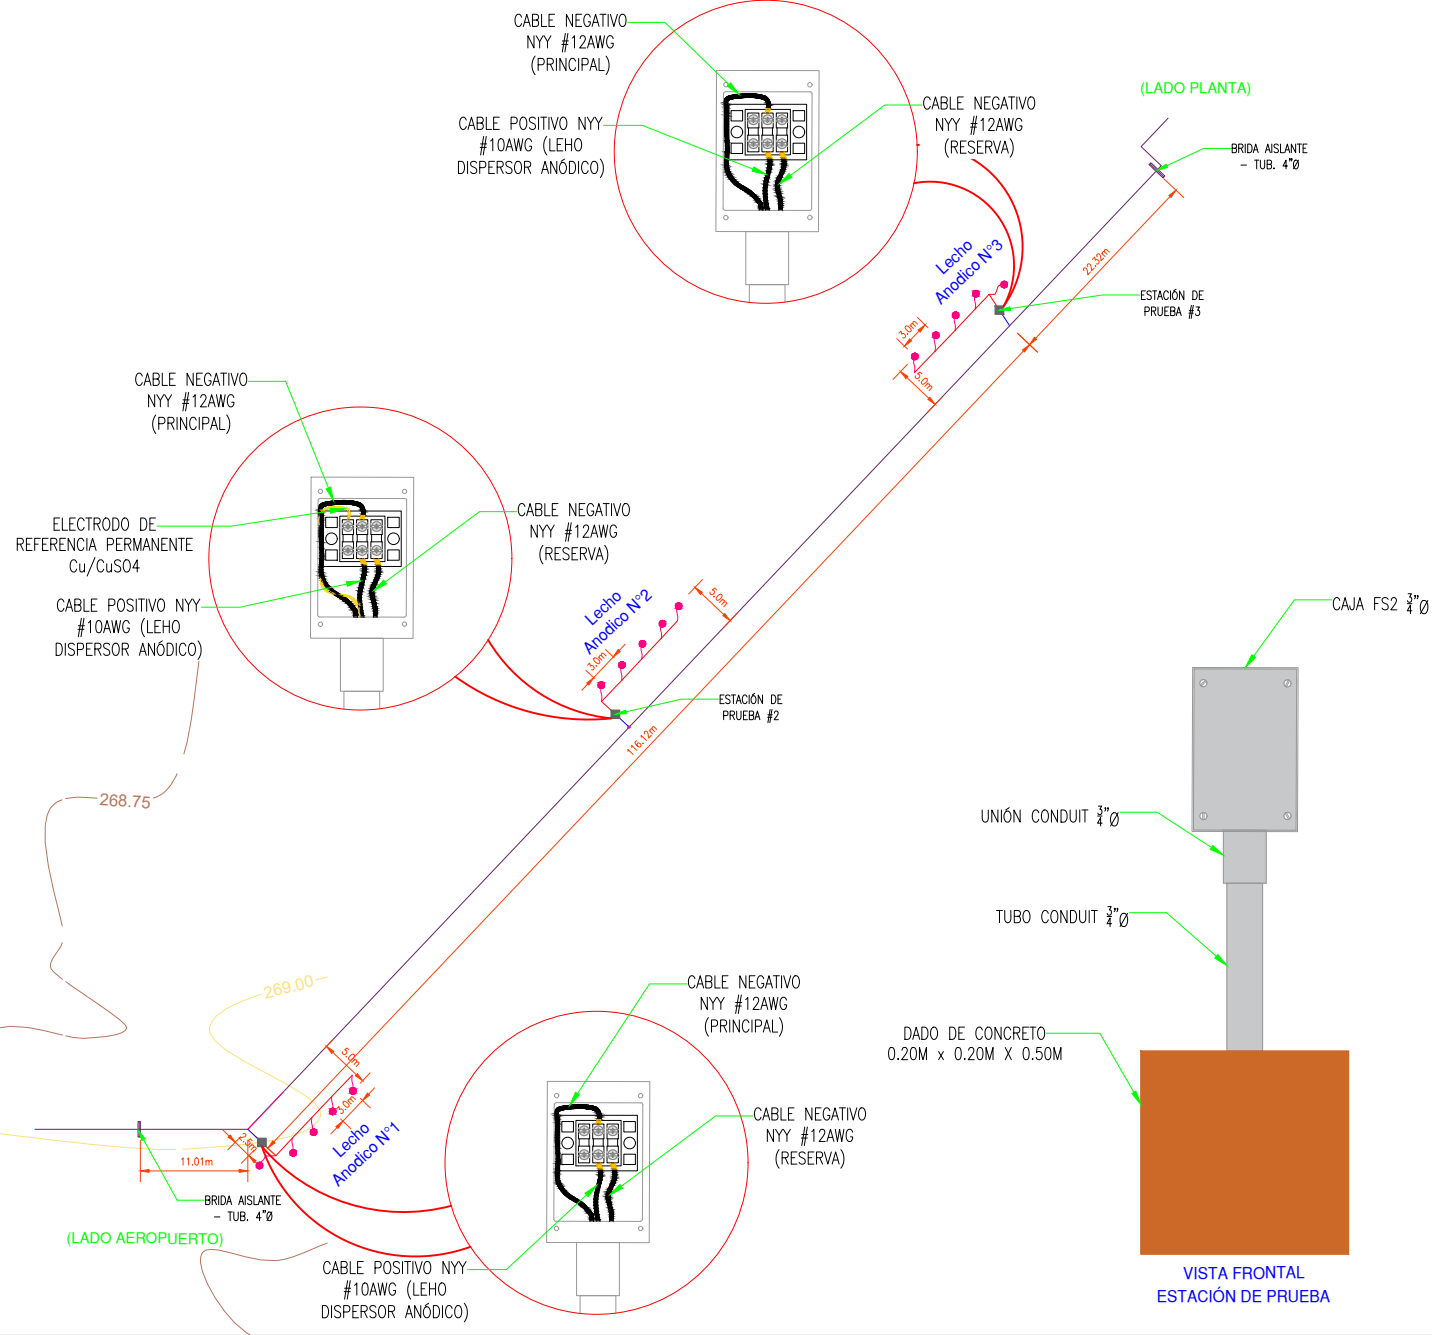 CABLE NEGATIVO
NYY #12AWG
(PRINCIPAL)
CABLE POSITIVO NYY
#10AWG (LEHO
DISPERSOR ANÓDICO)
CABLE NEGATIVO
NYY #12AWG
(RESERVA)
(LADO PLANTA)
BRIDA AISLANTE
- TUB. 4"Ø
22.32m
Lecho
Anodico N°3
ESTACIÓN DE
PRUEBA #3
3.0m
5.0m
CABLE NEGATIVO
NYY #12AWG
(PRINCIPAL)
ELECTRODO DE
REFERENCIA PERMANENTE
Cu/CuSO4
CABLE POSITIVO NYY
#10AWG (LEHO
DISPERSOR ANÓDICO)
CABLE NEGATIVO
NYY #12AWG
(RESERVA)
Lecho
Anodico N°2
5.0m
3.0m
ESTACIÓN DE
PRUEBA #2
116.12m
268.75
269.00
CAJA FS2 3/4"Ø
UNIÓN CONDUIT 3/4"Ø
TUBO CONDUIT 3/4"Ø
DADO DE CONCRETO
0.20M x 0.20M X 0.50M
VISTA FRONTAL
ESTACIÓN DE PRUEBA
5.0m
3.0m
Lecho
Anodico N°1
2.5m
11.01m
BRIDA AISLANTE
- TUB. 4"Ø
(LADO AEROPUERTO)
CABLE NEGATIVO
NYY #12AWG
(PRINCIPAL)
CABLE NEGATIVO
NYY #12AWG
(RESERVA)
CABLE POSITIVO NYY
#10AWG (LEHO
DISPERSOR ANÓDICO)